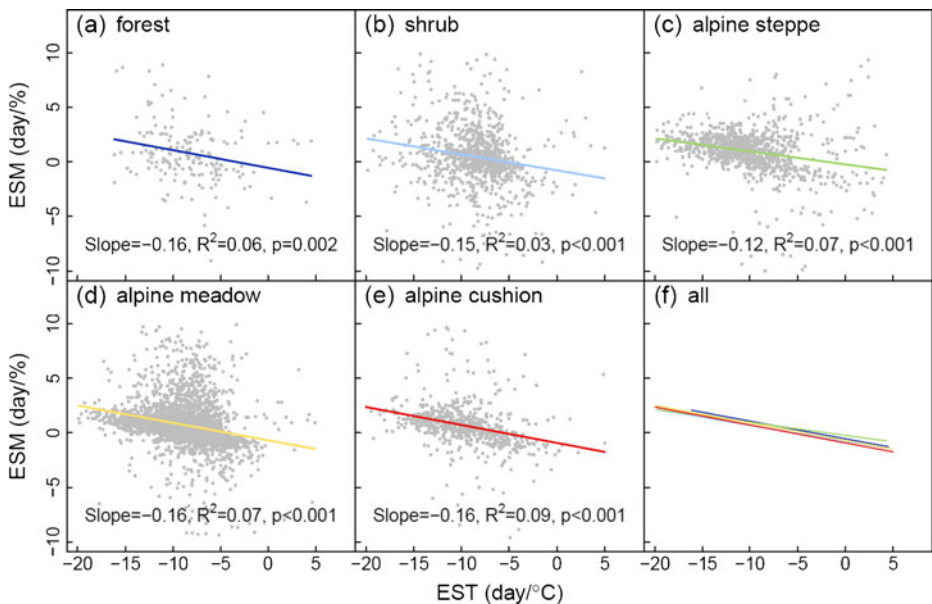 (a) forest
(b) shrub
(c) alpine steppe
ESM (day/%)
10
5
0
−5
−10
Slope=−0.16, R²=0.06, p=0.002
Slope=−0.15, R²=0.03, p<0.001
Slope=−0.12, R²=0.07, p<0.001
(d) alpine meadow
(e) alpine cushion
(f) all
ESM (day/%)
10
5
0
−5
−10
Slope=−0.16, R²=0.07, p<0.001
Slope=−0.16, R²=0.09, p<0.001
−20 −15 −10 −5 0 5 −20 −15 −10 −5 0 5 −20 −15 −10 −5 0 5
EST (day/°C)